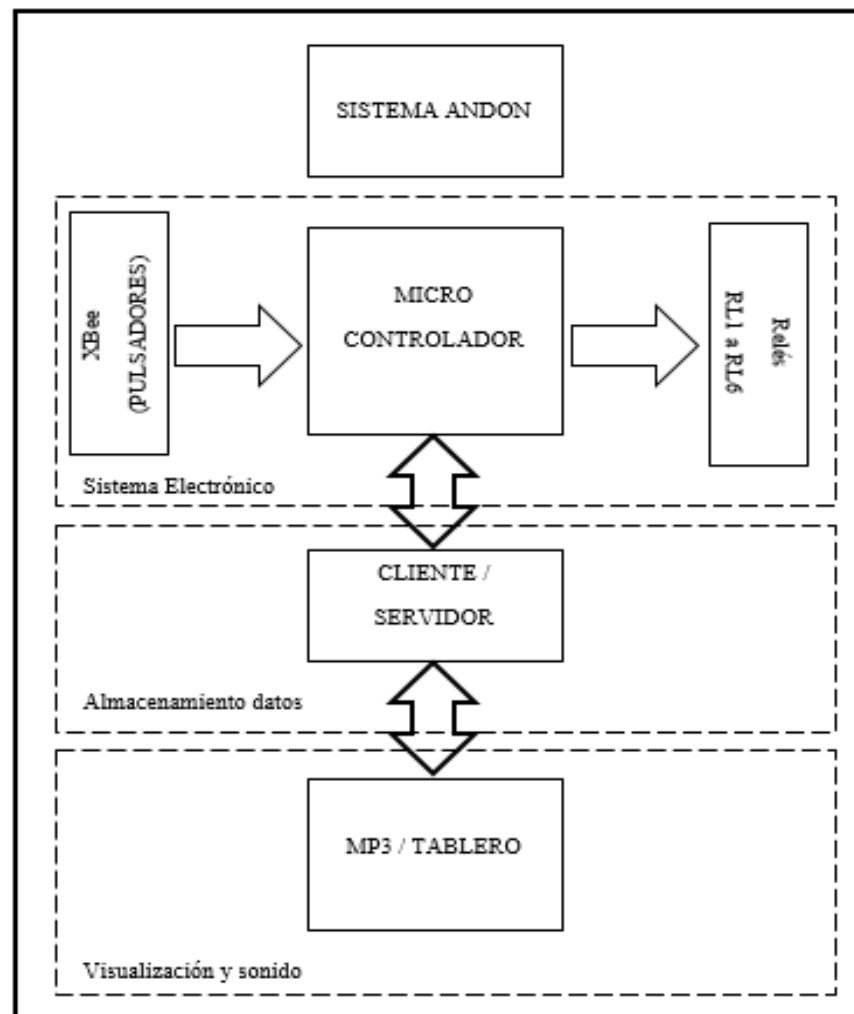 SISTEMA ANDON
XBee
(PULSADORES)
MICRO
CONTROLADOR
Relés
RL1 a RL6
Sistema Electrónico
CLIENTE /
SERVIDOR
Almacenamiento datos
MP3 / TABLERO
Visualización y sonido